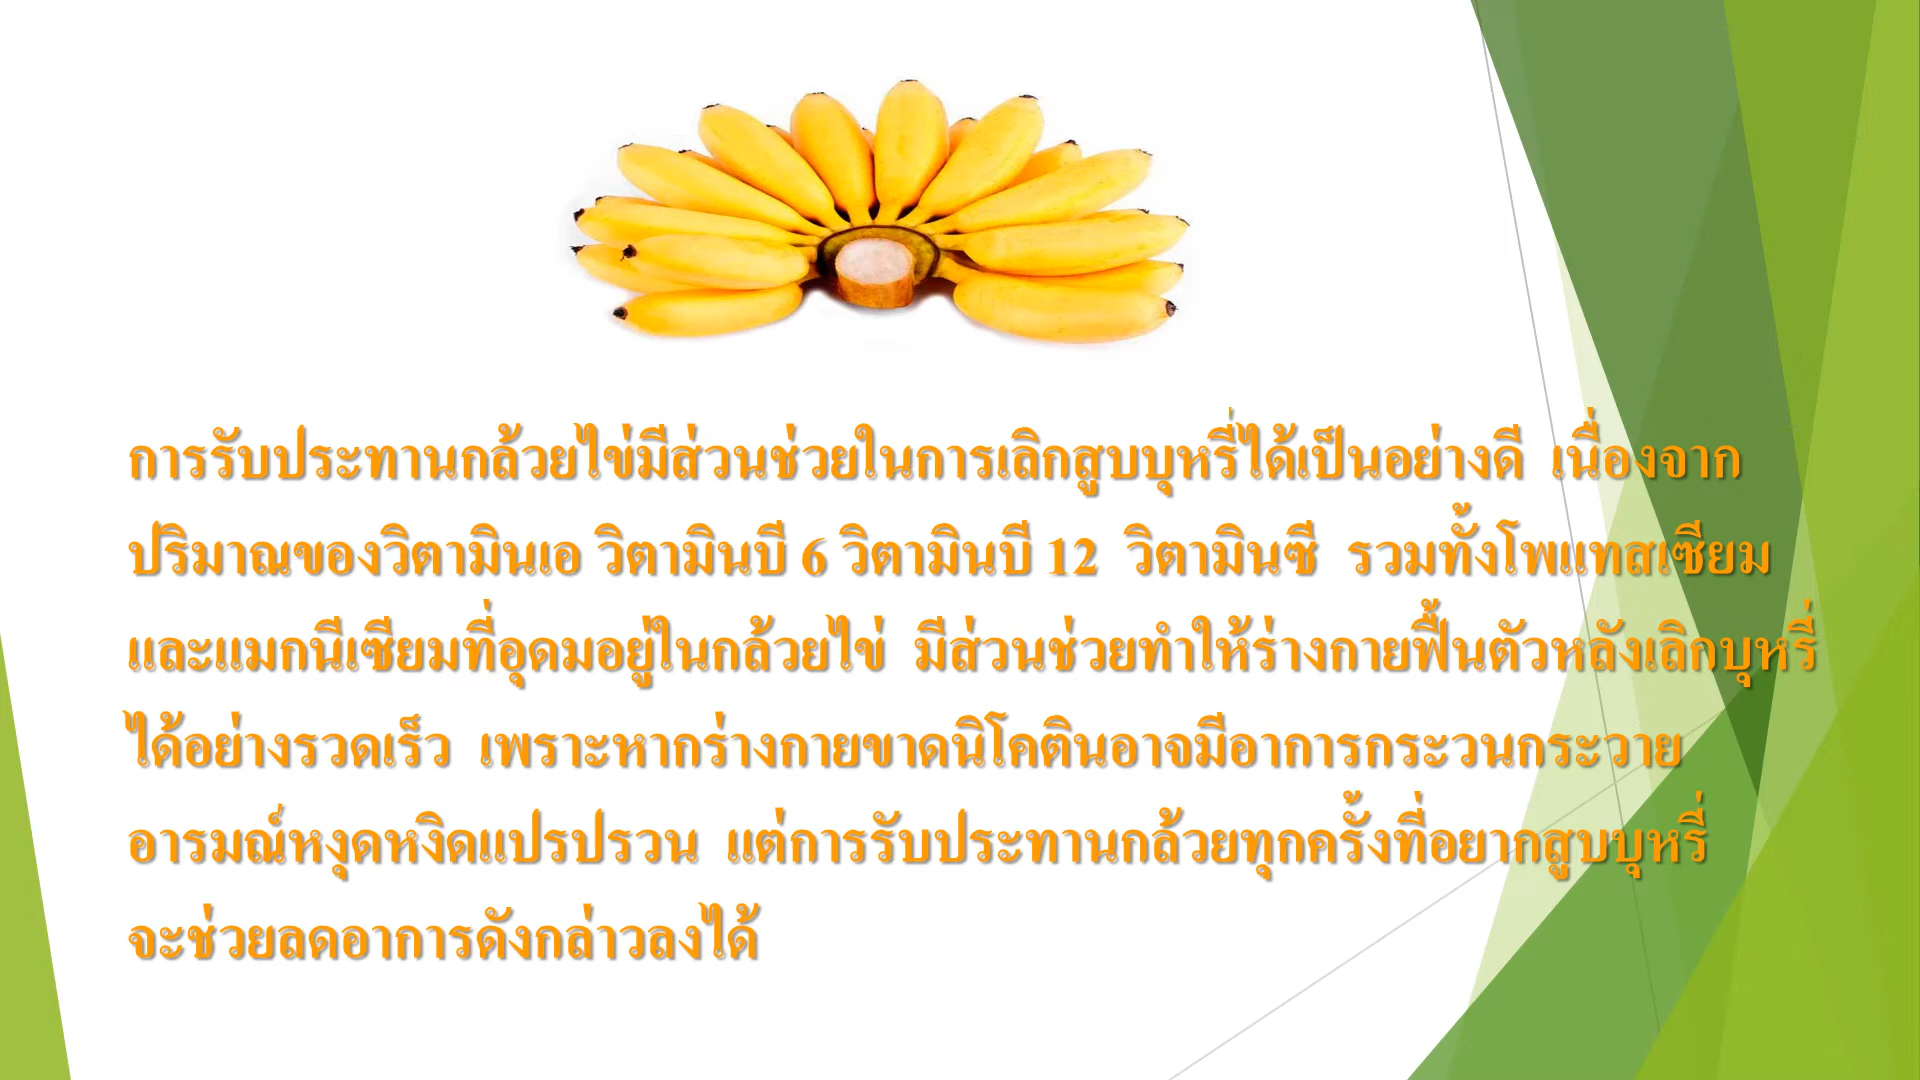 การรับประทานกล้วยไข่มีส่วนช่วยในการเลิกสูบบุหรี่ได้เป็นอย่างดี เนื่องจาก
ปริมาณของวิตามินเอ วิตามินบี 6 วิตามินบี 12 วิตามินซี รวมทั้งโพแทสเซียม
และแมกนีเซียมที่อุดมอยู่ในกล้วยไข่ มีส่วนช่วยทำให้ร่างกายฟื้นตัวหลังเลิกบุหรี่
ได้อย่างรวดเร็ว เพราะหากร่างกายขาดนิโคตินอาจมีอาการกระวนกระวาย
อารมณ์หงุดหงิดแปรปรวน แต่การรับประทานกล้วยทุกครั้งที่อยากสูบบุหรี่
จะช่วยลดอาการดังกล่าวลงได้